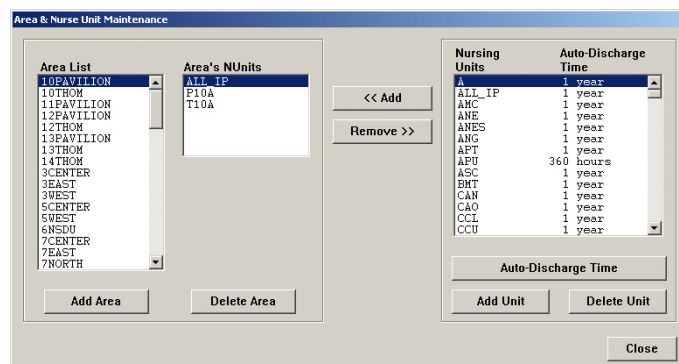 Area & Nurse Unit Maintenance
Area List
10PAVILION
10THOM
11PAVILION
12PAVILION
12THOM
13PAVILION
13THOM
14THOM
3CENTER
3EAST
3WEST
5CENTER
5WEST
6NSDU
7CENTER
7EAST
7NORTH
Add Area
Area's NUnits
ALL_IP
P10A
T10A
Delete Area
<< Add
Remove >>
Nursing Units Auto-Discharge Time
A 1 year
ALL_IP 1 year
AMC 1 year
ANE 1 year
ANES 1 year
ANG 1 year
APT 1 year
APU 360 hours
ASC 1 year
BMT 1 year
CAN 1 year
CAO 1 year
CCL 1 year
CCU 1 year
Auto-Discharge Time
Add Unit
Delete Unit
Close